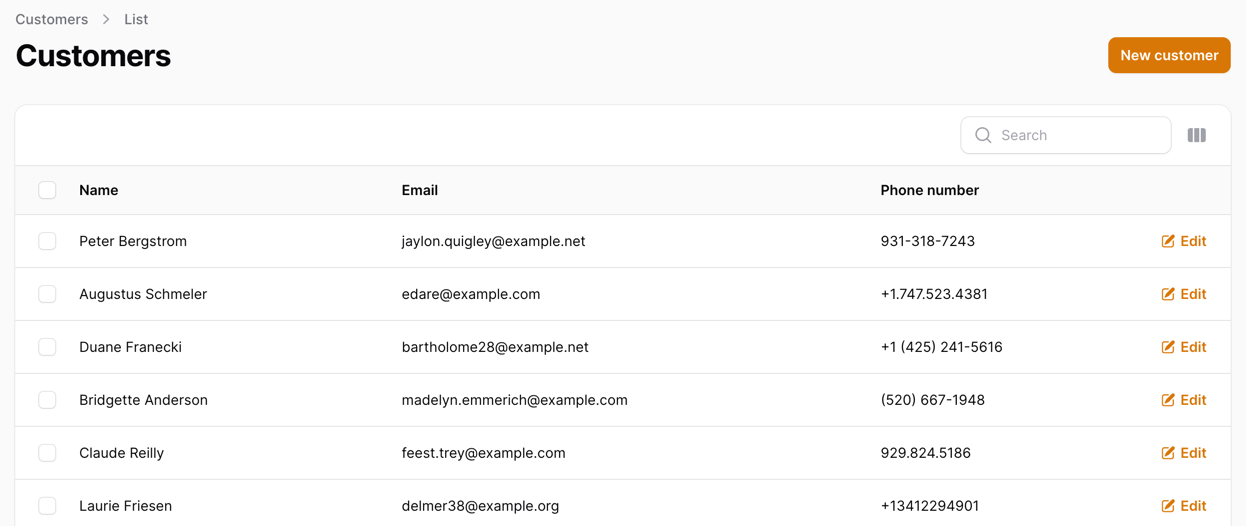 Customers > List
Customers
New customer
Search
Name Email Phone number
Peter Bergstrom jaylon.quigley@example.net 931-318-7243 Edit
Augustus Schmeler edare@example.com +1.747.523.4381 Edit
Duane Franecki bartholome28@example.net +1 (425) 241-5616 Edit
Bridgette Anderson madelyn.emmerich@example.com (520) 667-1948 Edit
Claude Reilly feest.trey@example.com 929.824.5186 Edit
Laurie Friesen delmer38@example.org +13412294901 Edit